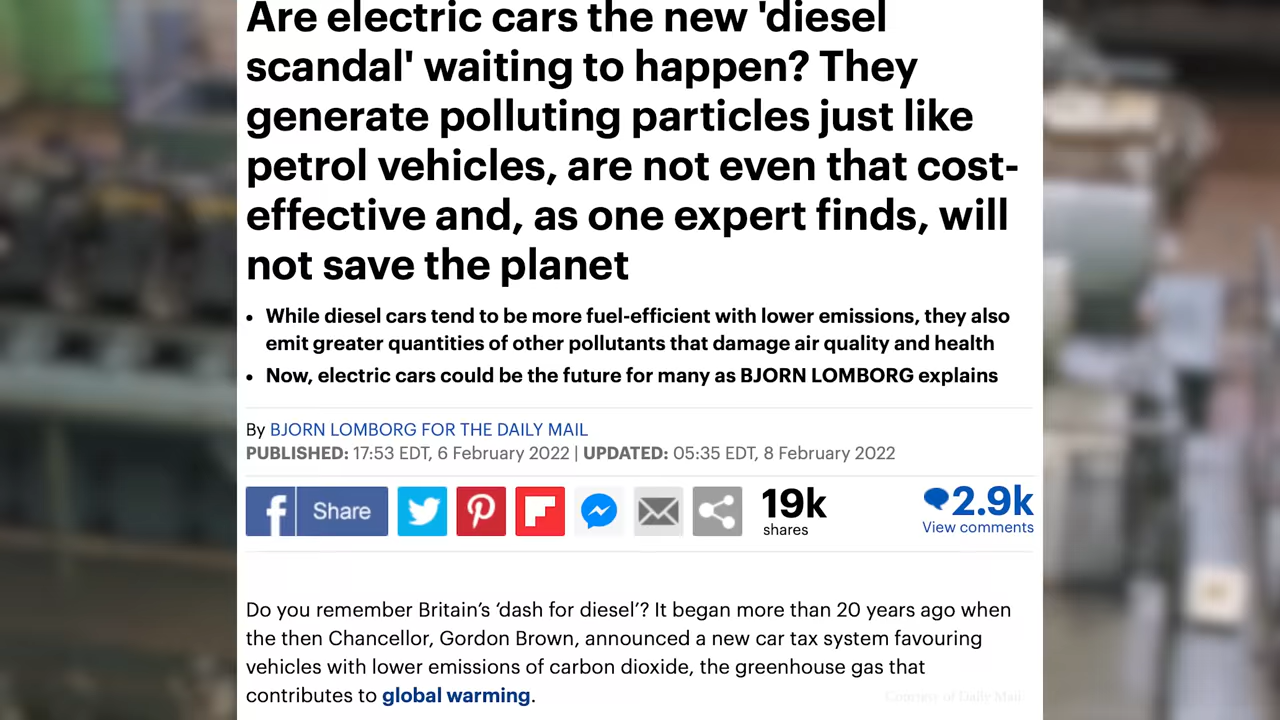 Are electric cars the new 'diesel
scandal' waiting to happen? They
generate polluting particles just like
petrol vehicles, are not even that cost-
effective and, as one expert finds, will
not save the planet
• While diesel cars tend to be more fuel-efficient with lower emissions, they also
emit greater quantities of other pollutants that damage air quality and health
• Now, electric cars could be the future for many as BJORN LOMBORG explains
By BJORN LOMBORG FOR THE DAILY MAIL
PUBLISHED: 17:53 EDT, 6 February 2022 | UPDATED: 05:35 EDT, 8 February 2022
Share
19k
shares
2.9k
View comments
Do you remember Britain's ‘dash for diesel’? It began more than 20 years ago when
the then Chancellor, Gordon Brown, announced a new car tax system favouring
vehicles with lower emissions of carbon dioxide, the greenhouse gas that
contributes to global warming.
Courtesy of Daily Mail